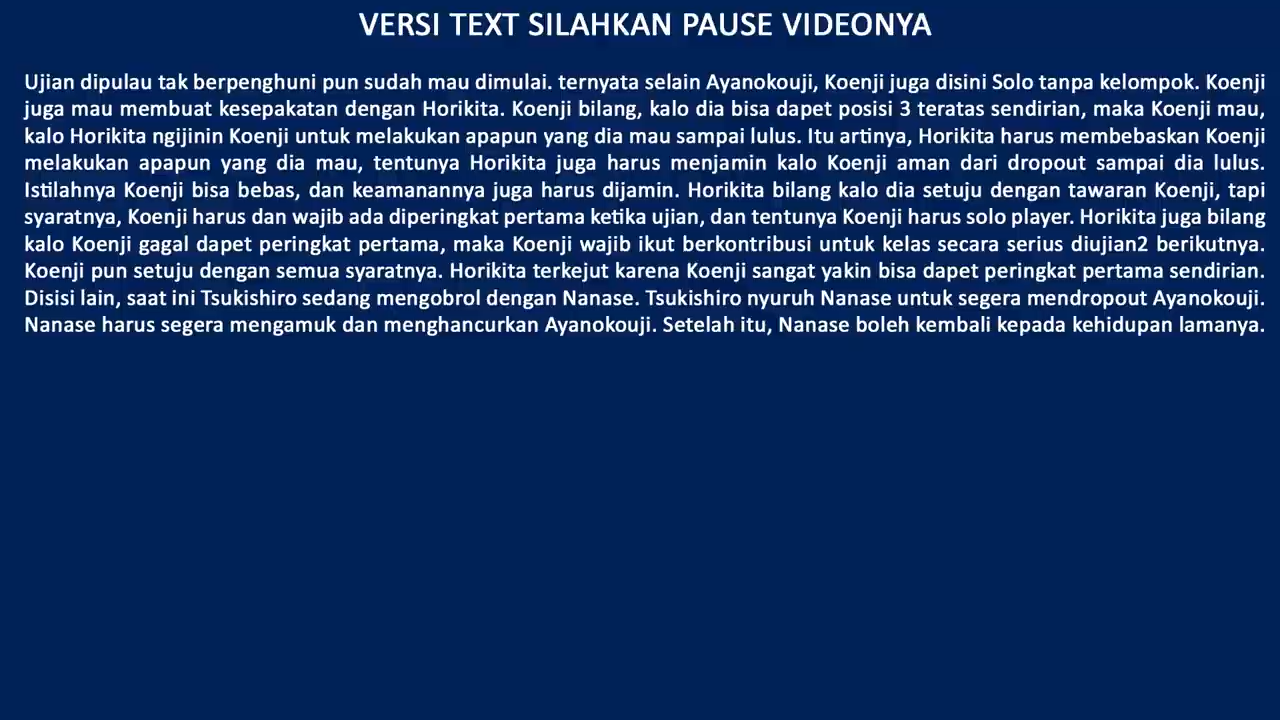 VERSI TEXT SILAHKAN PAUSE VIDEONYA
Ujian dipulau tak berpenghuni pun sudah mau dimulai. ternyata selain Ayanokouji, Koenji juga disini Solo tanpa kelompok. Koenji
juga mau membuat kesepakatan dengan Horikita. Koenji bilang, kalo dia bisa dapet posisi 3 teratas sendirian, maka Koenji mau,
kalo Horikita ngijinin Koenji untuk melakukan apapun yang dia mau sampai lulus. Itu artinya, Horikita harus membebaskan Koenji
melakukan apapun yang dia mau, tentunya Horikita juga harus menjamin kalo Koenji aman dari dropout sampai dia lulus.
Istilahnya Koenji bisa bebas, dan keamanannya juga harus dijamin. Horikita bilang kalo dia setuju dengan tawaran Koenji, tapi
syaratnya, Koenji harus dan wajib ada diperingkat pertama ketika ujian, dan tentunya Koenji harus solo player. Horikita juga bilang
kalo Koenji gagal dapet peringkat pertama, maka Koenji wajib ikut berkontribusi untuk kelas secara serius diujian2 berikutnya.
Koenji pun setuju dengan semua syaratnya. Horikita terkejut karena Koenji sangat yakin bisa dapet peringkat pertama sendirian.
Disisi lain, saat ini Tsukishiro sedang mengobrol dengan Nanase. Tsukishiro nyuruh Nanase untuk segera mendropout Ayanokouji.
Nanase harus segera mengamuk dan menghancurkan Ayanokouji. Setelah itu, Nanase boleh kembali kepada kehidupan lamanya.